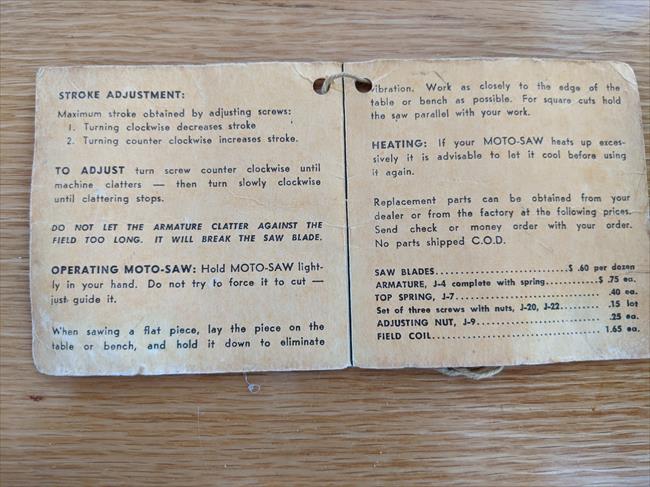 STROKE ADJUSTMENT:
Maximum stroke obtained by adjusting screws:
1. Turning clockwise decreases stroke
2. Turning counter clockwise increases stroke.
TO ADJUST turn screw counter clockwise until
machine clatters — then turn slowly clockwise
until clattering stops.
DO NOT LET THE ARMATURE CLATTER AGAINST THE
FIELD TOO LONG. IT WILL BREAK THE SAW BLADE.
OPERATING MOTO-SAW: Hold MOTO-SAW light-
ly in your hand. Do not try to force it to cut —
just guide it.
When sawing a flat piece, lay the piece on the
table or bench, and hold it down to eliminate
vibration. Work as closely to the edge of the
table or bench as possible. For square cuts hold
the saw parallel with your work.
HEATING: If your MOTO-SAW heats up exces-
sively it is advisable to let it cool before using
it again.
Replacement parts can be obtained from your
dealer or from the factory at the following prices.
Send check or money order with your order.
No parts shipped C.O.D.
SAW BLADES..............................$ .60 per dozen
ARMATURE, J-4 complete with spring............$ .75 ea.
TOP SPRING, J-7.............................. .40 ea.
Set of three screws with nuts, J-20, J-22........ .15 lot
ADJUSTING NUT, J-9........................... .25 ea.
FIELD COIL................................... 1.65 ea.